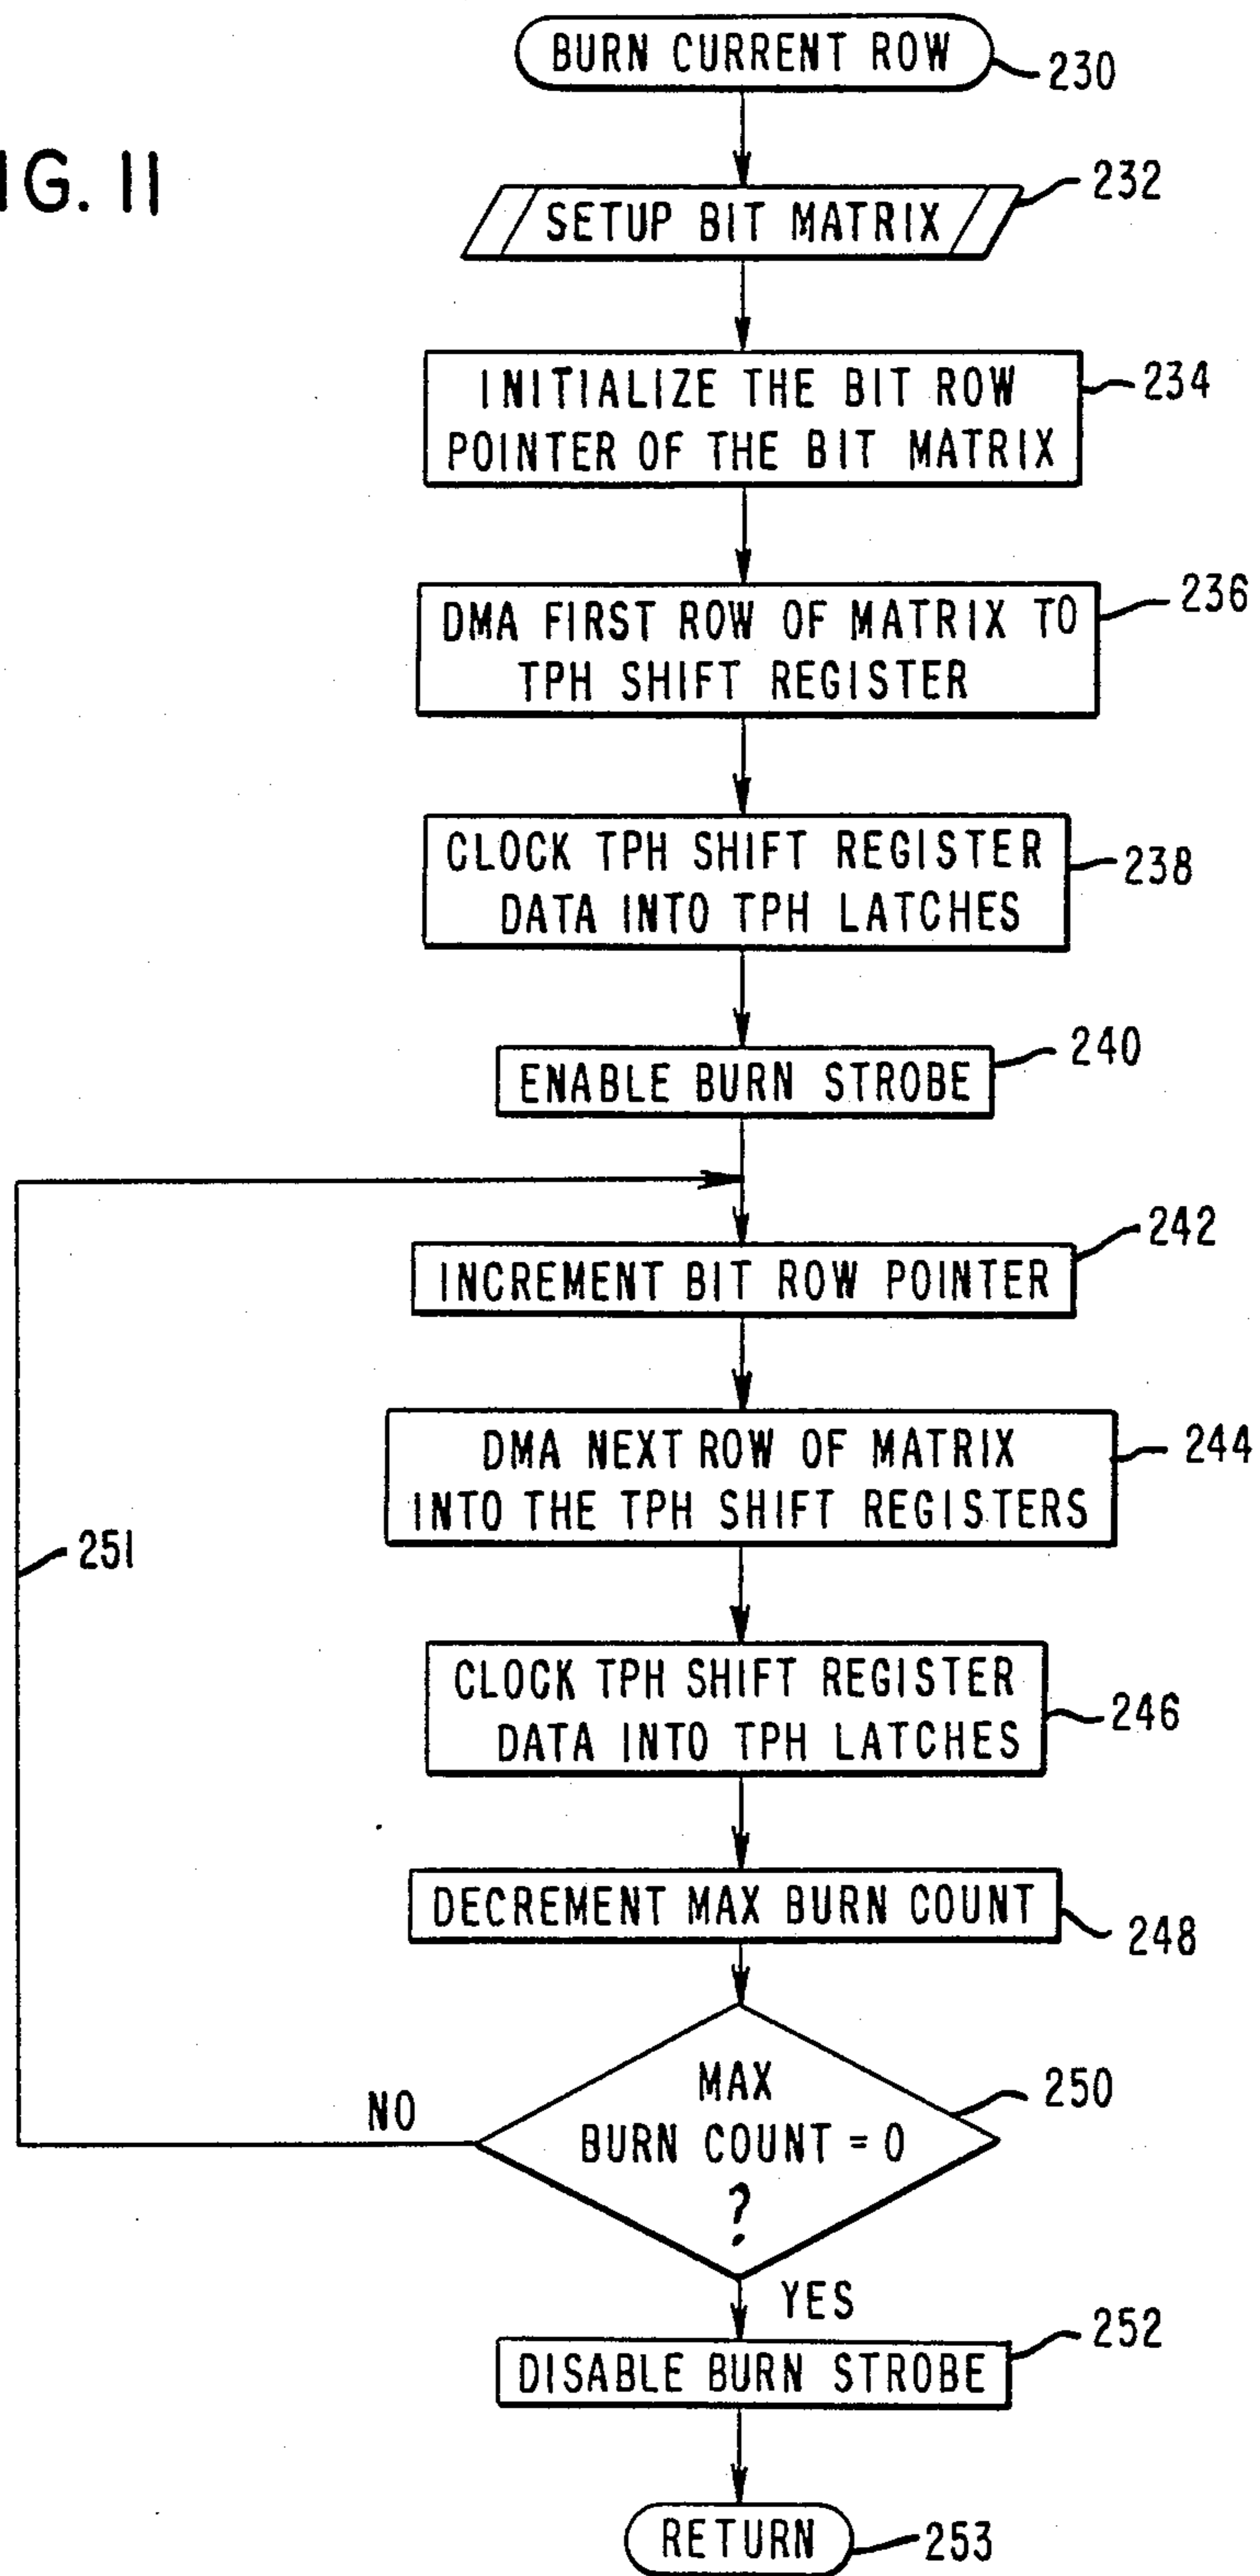 IG. 11
BURN CURRENT ROW
230
SETUP BIT MATRIX
232
INITIALIZE THE BIT ROW
POINTER OF THE BIT MATRIX
234
DMA FIRST ROW OF MATRIX TO
TPH SHIFT REGISTER
236
CLOCK TPH SHIFT REGISTER
DATA INTO TPH LATCHES
238
ENABLE BURN STROBE
240
INCREMENT BIT ROW POINTER
242
DMA NEXT ROW OF MATRIX
INTO THE TPH SHIFT REGISTERS
244
251
CLOCK TPH SHIFT REGISTER
DATA INTO TPH LATCHES
246
DECREMENT MAX BURN COUNT
248
MAX
BURN COUNT = 0
?
250
NO
YES
DISABLE BURN STROBE
252
RETURN
253